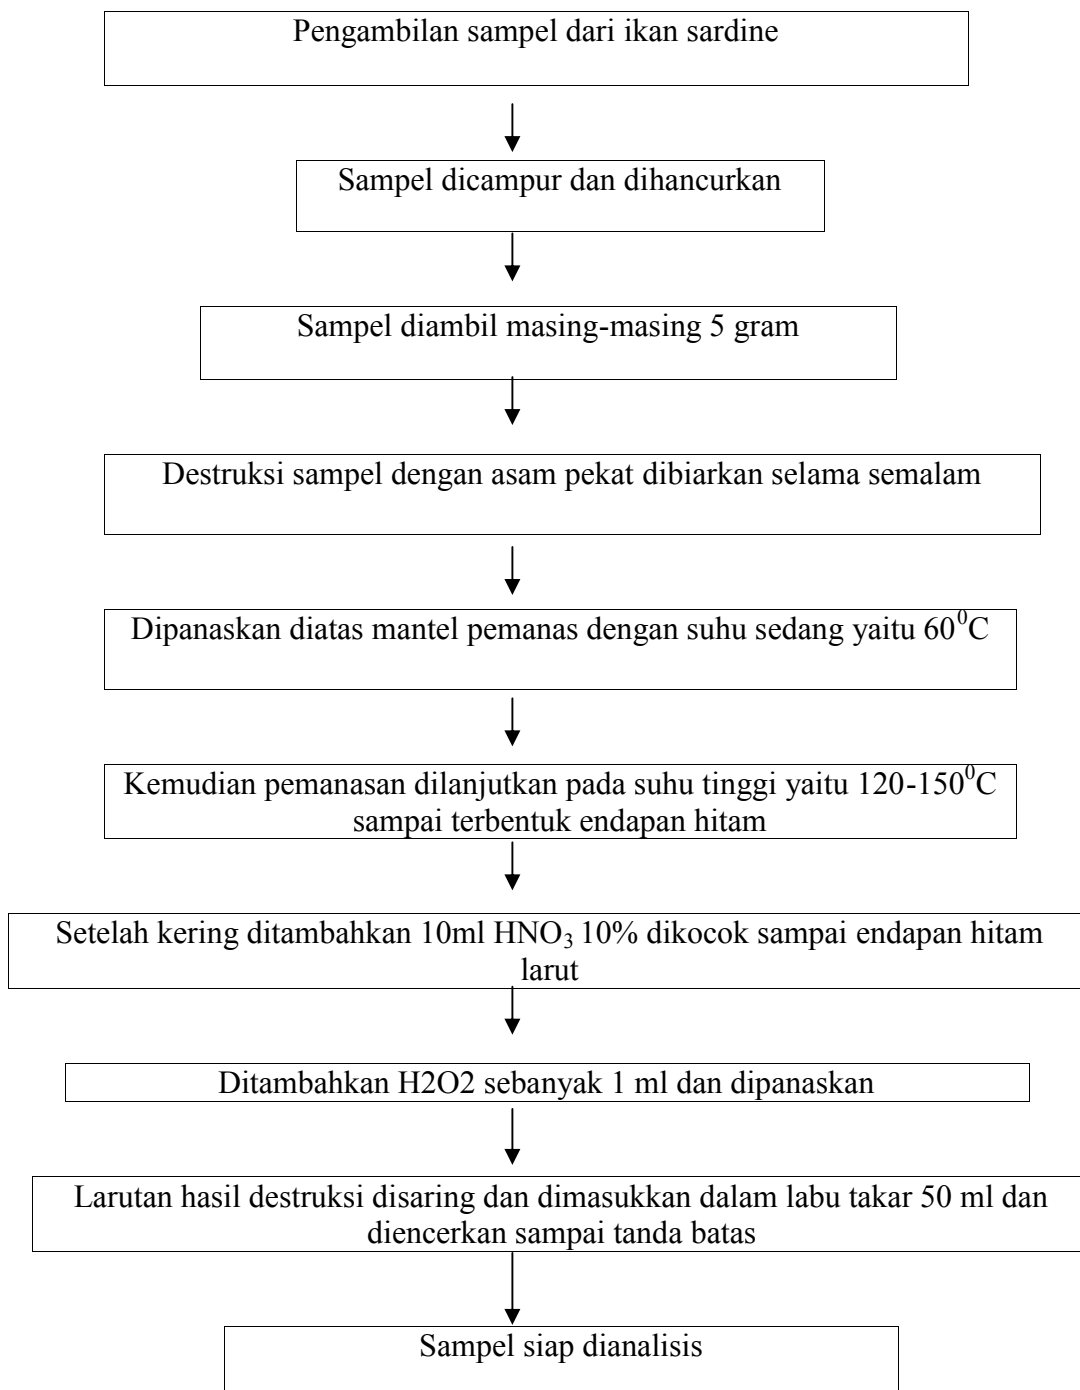 Pengambilan sampel dari ikan sardine
Sampel dicampur dan dihancurkan
Sampel diambil masing-masing 5 gram
Destruksi sampel dengan asam pekat dibiarkan selama semalam
Dipanaskan diatas mantel pemanas dengan suhu sedang yaitu 60⁰C
Kemudian pemanasan dilanjutkan pada suhu tinggi yaitu 120-150⁰C
sampai terbentuk endapan hitam
Setelah kering ditambahkan 10ml HNO₃ 10% dikocok sampai endapan hitam
larut
Ditambahkan H2O2 sebanyak 1 ml dan dipanaskan
Larutan hasil destruksi disaring dan dimasukkan dalam labu takar 50 ml dan
diencerkan sampai tanda batas
Sampel siap dianalisis